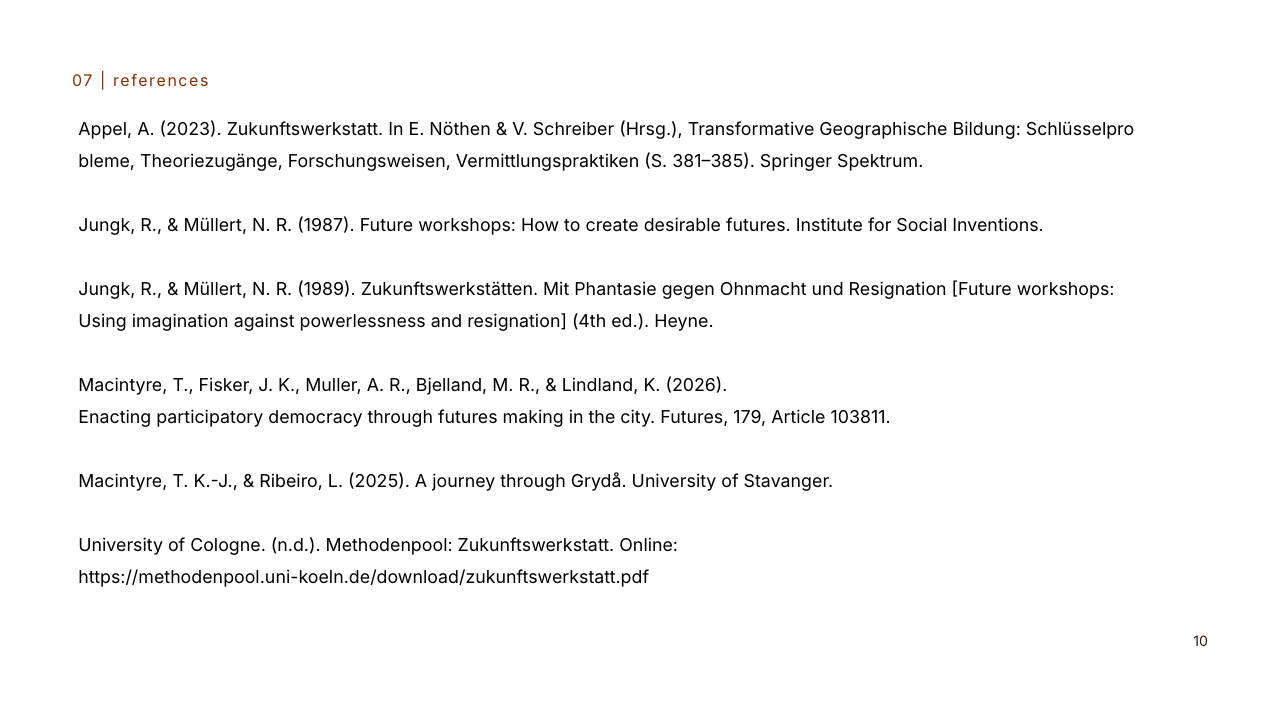 07 | references
Appel, A. (2023). Zukunftswerkstatt. In E. Nöthen & V. Schreiber (Hrsg.), Transformative Geographische Bildung: Schlüsselpro
bleme, Theoriezugänge, Forschungsweisen, Vermittlungspraktiken (S. 381–385). Springer Spektrum.
Jungk, R., & Müllert, N. R. (1987). Future workshops: How to create desirable futures. Institute for Social Inventions.
Jungk, R., & Müllert, N. R. (1989). Zukunftswerkstätten. Mit Phantasie gegen Ohnmacht und Resignation [Future workshops:
Using imagination against powerlessness and resignation] (4th ed.). Heyne.
Macintyre, T., Fisker, J. K., Muller, A. R., Bjelland, M. R., & Lindland, K. (2026).
Enacting participatory democracy through futures making in the city. Futures, 179, Article 103811.
Macintyre, T. K.-J., & Ribeiro, L. (2025). A journey through Grydå. University of Stavanger.
University of Cologne. (n.d.). Methodenpool: Zukunftswerkstatt. Online:
https://methodenpool.uni-koeln.de/download/zukunftswerkstatt.pdf
10